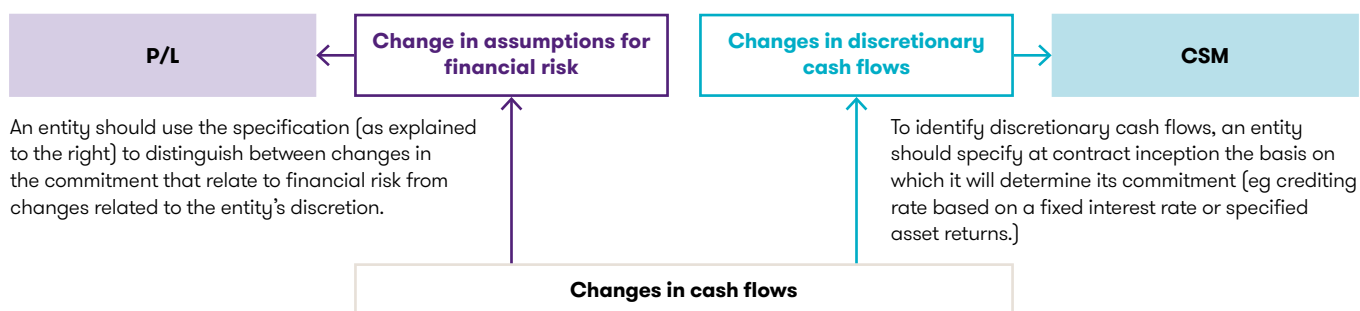 P/L
Change in assumptions for
financial risk
Changes in discretionary
cash flows
CSM
An entity should use the specification (as explained
to the right) to distinguish between changes in
the commitment that relate to financial risk from
changes related to the entity's discretion.
To identify discretionary cash flows, an entity
should specify at contract inception the basis on
which it will determine its commitment (eg crediting
rate based on a fixed interest rate or specified
asset returns.)
Changes in cash flows